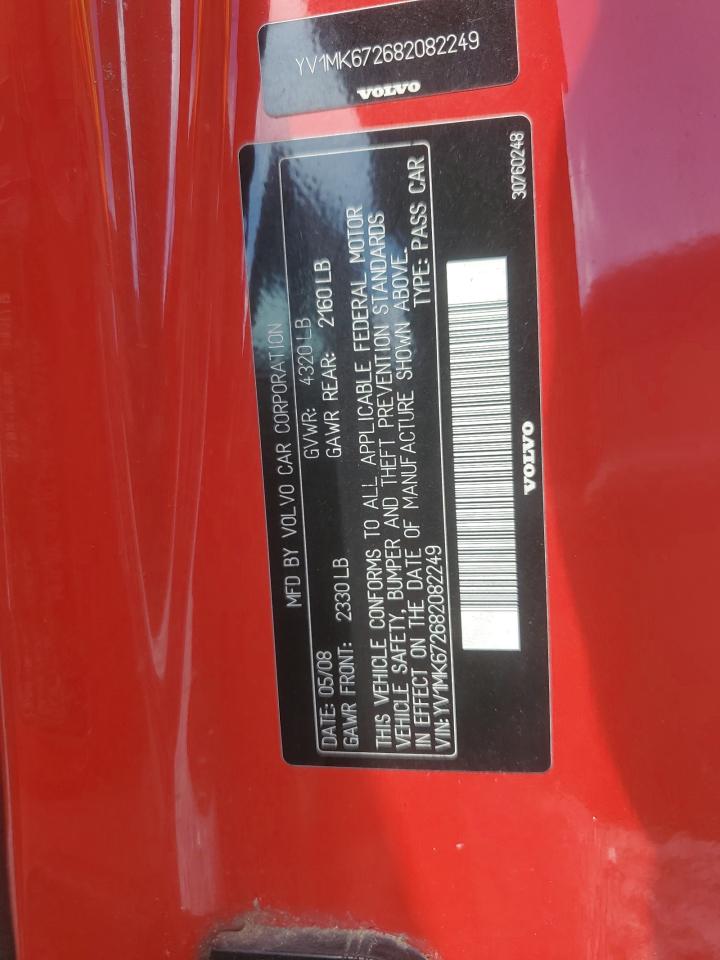 YV1MK672682082249
VOLVO
MFD BY VOLVO CAR CORPORATION
DATE: 05/08 GVWR: 4320 LB
GAWR FRONT: 2330 LB GAWR REAR: 2160 LB
THIS VEHICLE CONFORMS TO ALL APPLICABLE FEDERAL MOTOR
VEHICLE SAFETY, BUMPER AND THEFT PREVENTION STANDARDS
IN EFFECT ON THE DATE OF MANUFACTURE SHOWN ABOVE.
VIN:YV1MK672682082249 TYPE: PASS CAR
VOLVO
30760248